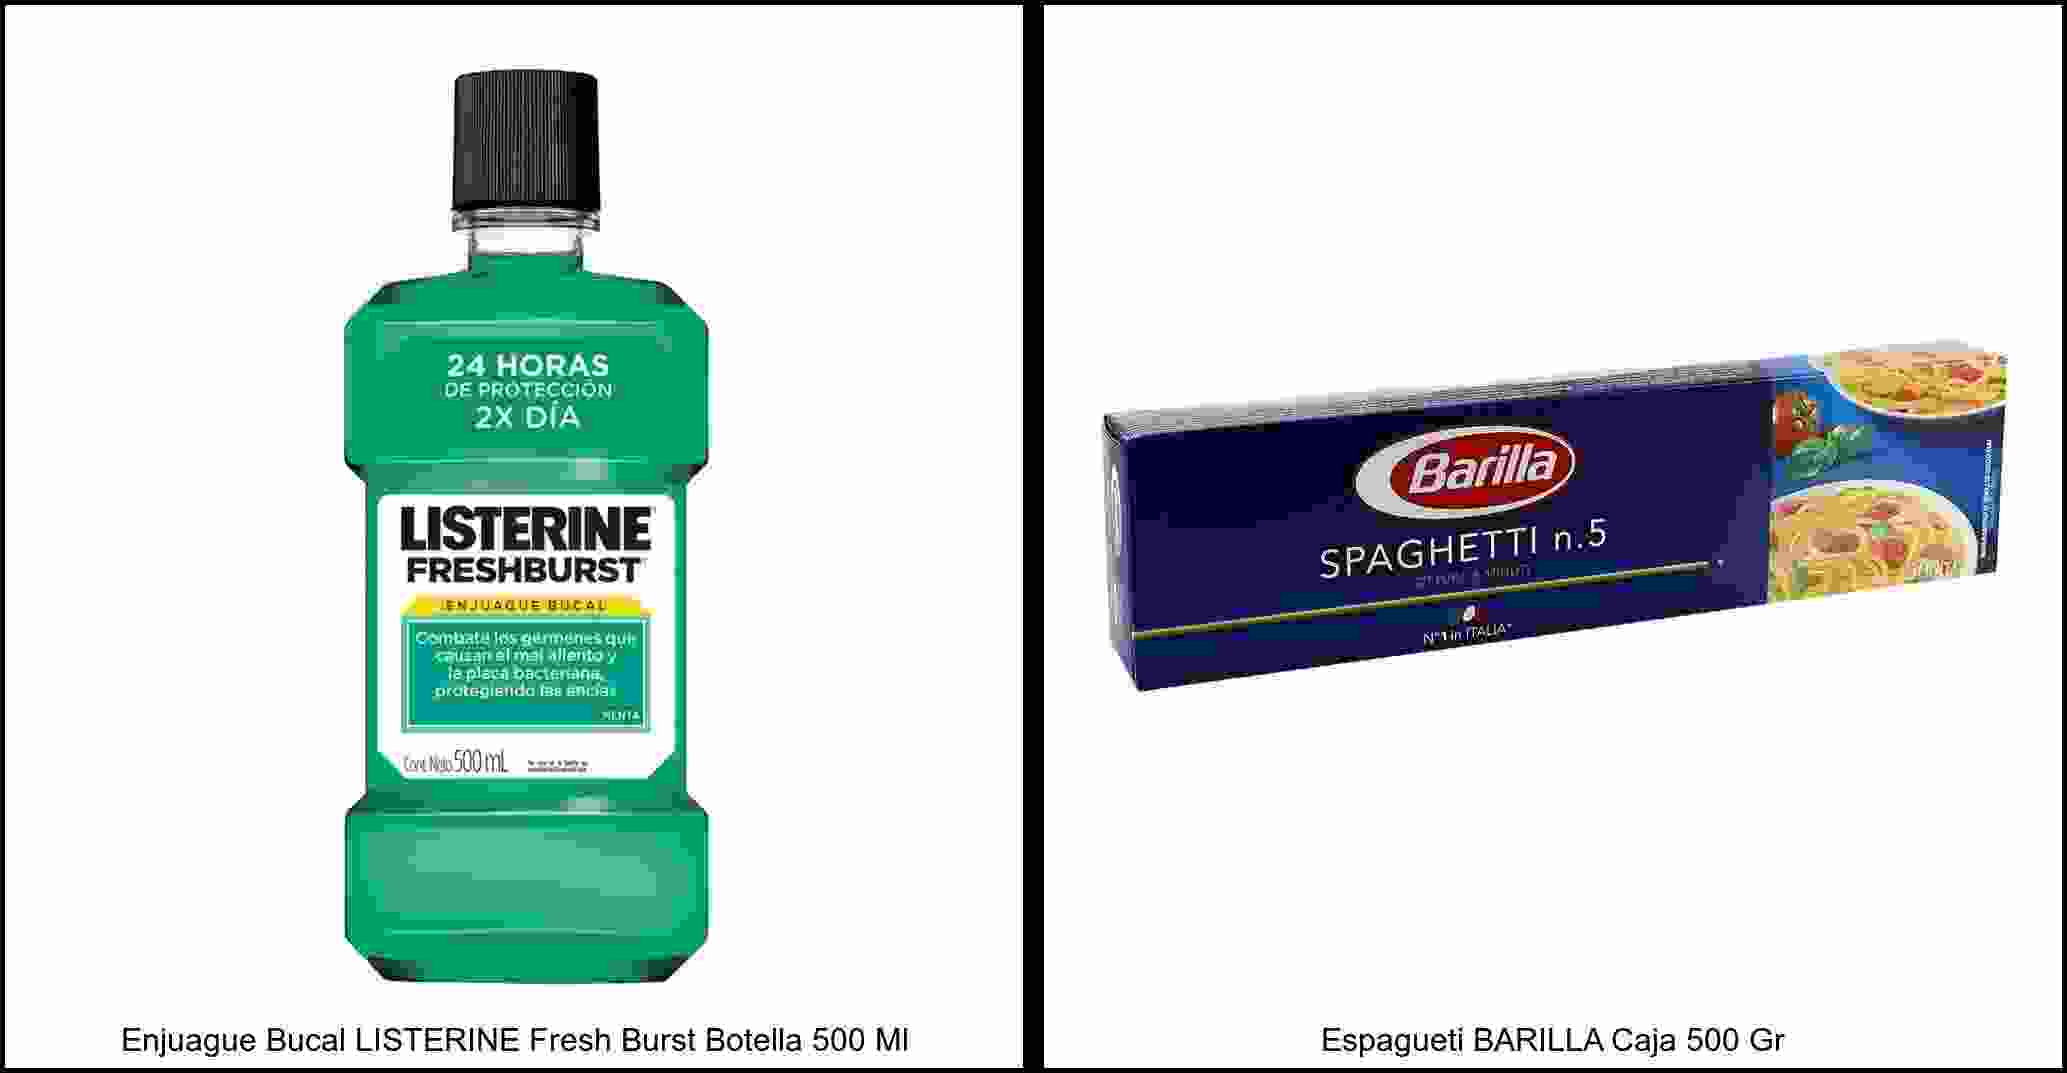 24 HORAS
DE PROTECCIÓN
2X DÍA
LISTERINE
FRESHBURST
ENJUAGUE BUCAL
Combate los gérmenes que
causan el mal aliento y
la placa bacteriana,
protegiendo las encías
MENTA
Cont. Neto 500 mL
Enjuague Bucal LISTERINE Fresh Burst Botella 500 Ml
Barilla
SPAGHETTI n.5
N°1 in ITALIA*
Espagueti BARILLA Caja 500 Gr